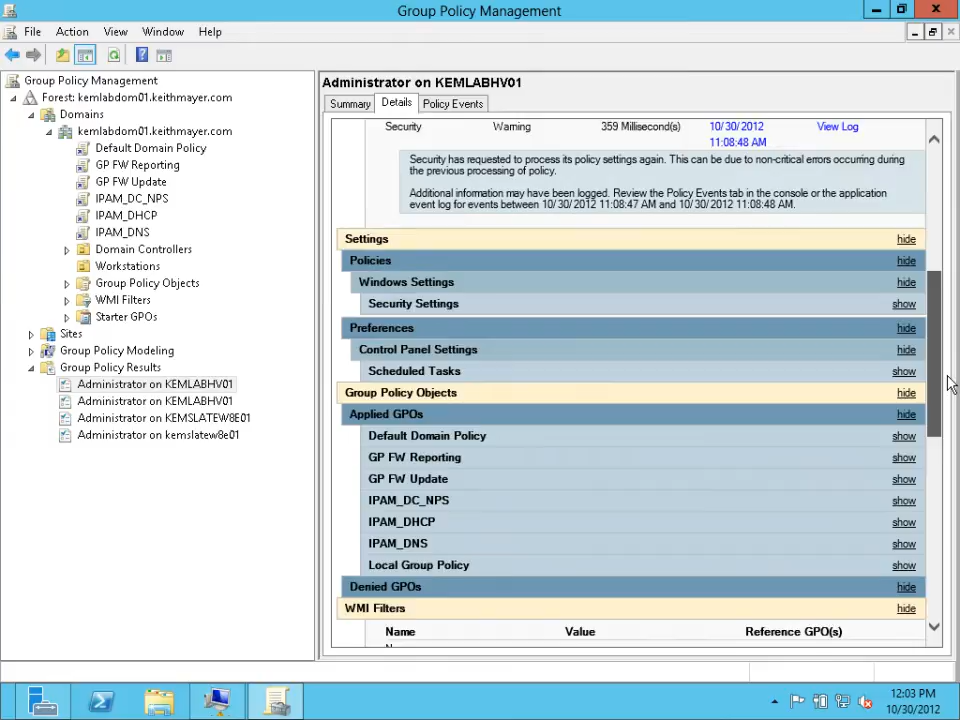 Group Policy Management
File Action View Window Help
Group Policy Management
Forest: kemlabdom01.keithmayer.com
Domains
kemlabdom01.keithmayer.com
Default Domain Policy
GP FW Reporting
GP FW Update
IPAM_DC_NPS
IPAM_DHCP
IPAM_DNS
Domain Controllers
Workstations
Group Policy Objects
WMI Filters
Starter GPOs
Sites
Group Policy Modeling
Group Policy Results
Administrator on KEMLABHV01
Administrator on KEMLABHV01
Administrator on KEMSLATEW8E01
Administrator on kemslatew8e01
Administrator on KEMLABHV01
Summary Details Policy Events
Security Warning 359 Millisecond(s) 10/30/2012 View Log
11:08:48 AM
Security has requested to process its policy settings again. This can be due to non-critical errors occurring during
the previous processing of policy.
Additional information may have been logged. Review the Policy Events tab in the console or the application
event log for events between 10/30/2012 11:08:47 AM and 10/30/2012 11:08:48 AM.
Settings hide
Policies hide
Windows Settings hide
Security Settings show
Preferences hide
Control Panel Settings hide
Scheduled Tasks show
Group Policy Objects hide
Applied GPOs hide
Default Domain Policy show
GP FW Reporting show
GP FW Update show
IPAM_DC_NPS show
IPAM_DHCP show
IPAM_DNS show
Local Group Policy show
Denied GPOs hide
WMI Filters hide
Name Value Reference GPO(s)
12:03 PM
10/30/2012